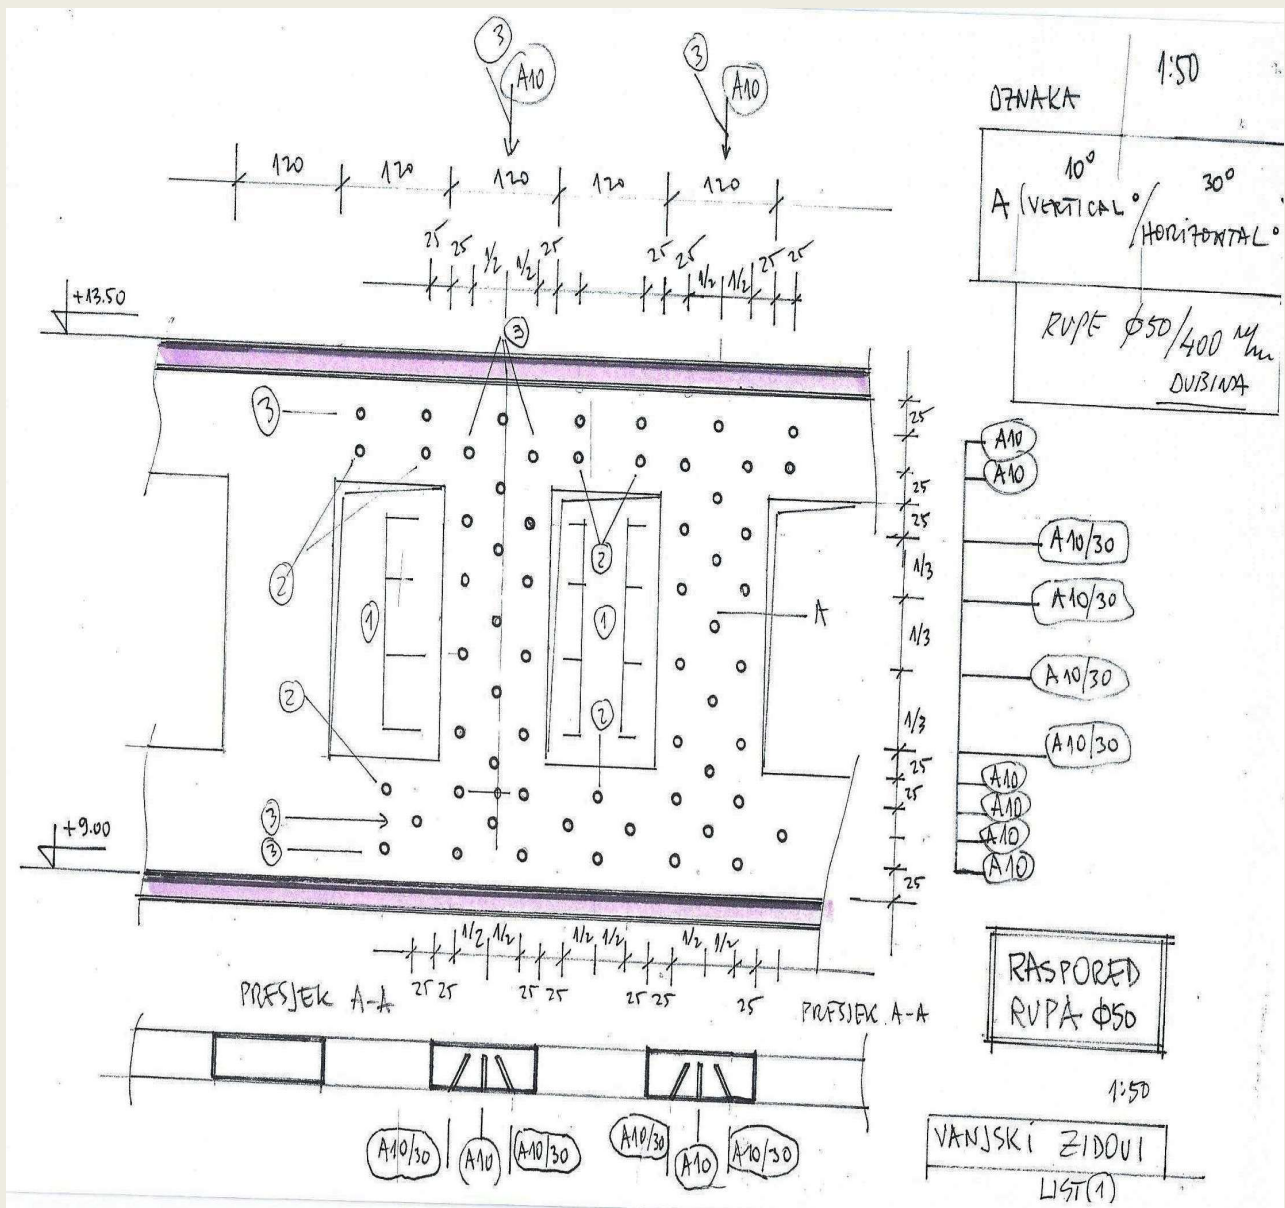 3
3
A10
A10
1:50
OZNAKA
10° 30°
A (VERTICAL°/HORIZONTAL°
120 120 120 120 120
25 25 1/2 1/2 25 25 25 1/2 1/2 25 25
RUPE φ50/400
DUBINA
+13.50
3
3
25
A10
25
A10
25
A10/30
2
2
1/3
A10/30
1
1
A
1/3
A10/30
2
2
1/3
A10/30
25
A10
25
A10
3
+9.00
3
A10
25
A10
1/2 1/2 1/2 1/2 1/2 1/2
25 25 25 25 25 25 25
PRESJEK A-A
PRESJEK A-A
RASPORED
RUPA φ50
A10/30 A10 A10/30 A10/30 A10 A10/30
1:50
VANJSKI ZIDOVI
LIST (1)